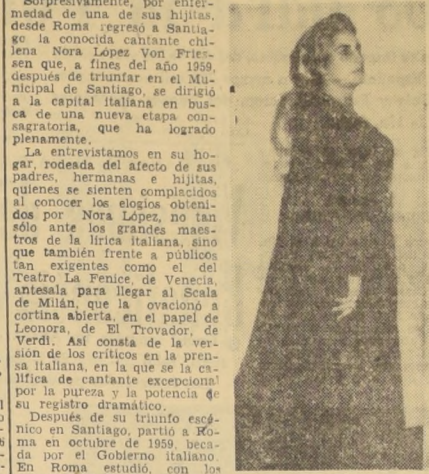 Sorpresivamente, por enfer-
medad de una de sus hijitas,
desde Roma regresó a Santia-
go la conocida cantante chi-
lena Nora López Von Fries-
sen que, a fines del año 1959,
después de triunfar en el Mu-
nicipal de Santiago, se dirigió
a la capital italiana en bus-
ca de una nueva etapa con-
sagratoria, que ha logrado
plenamente.
La entrevistamos en su ho-
gar, rodeada del afecto de sus
padres, hermanas e hijitas,
quienes se sienten complacidos
al conocer los elogios obteni-
dos por Nora López, no tan
sólo ante los grandes maes-
tros de la lírica italiana, sino
que también frente a públicos
tan exigentes como el del
Teatro La Fenice, de Venecia,
antesala para llegar al Scala
de Milán, que la ovacionó a
cortina abierta, en el papel de
Leonora, de El Trovador, de
Verdi. Así consta de la ver-
sión de los críticos en la pren-
sa italiana, en la que se la ca-
lifica de cantante excepcional
por la pureza y la potencia de
su registro dramático.
Después de su triunfo escé-
nico en Santiago, partió a Ro-
ma en octubre de 1959, beca-
da por el Gobierno italiano.
En Roma estudió, con los